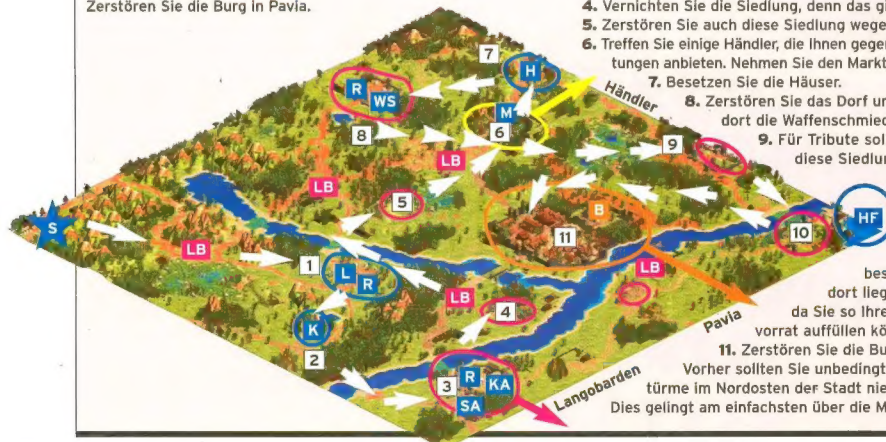 Zerstören Sie die Burg in Pavia.
4. Vernichten Sie die Siedlung, denn das gi
5. Zerstören Sie auch diese Siedlung wege
6. Treffen Sie einige Händler, die Ihnen gegen
tungen anbieten. Nehmen Sie den Markt
7. Besetzen Sie die Häuser.
8. Zerstören Sie das Dorf un
dort die Waffenschmied
9. Für Tribute soll
diese Siedlun
bes
dort lieg
da Sie so Ihre
vorrat auffüllen kö
11. Zerstören Sie die Bu
Vorher sollten Sie unbedingt
türme im Nordosten der Stadt nie
Dies gelingt am einfachsten über die M
7
H
R
WS
Händler
M
6
8
9
LB
LB
5
S
B
HF
11
10
LB
1
L
R
LB
LB
4
K
Pavia
2
3
R
KA
SA
Langobarden